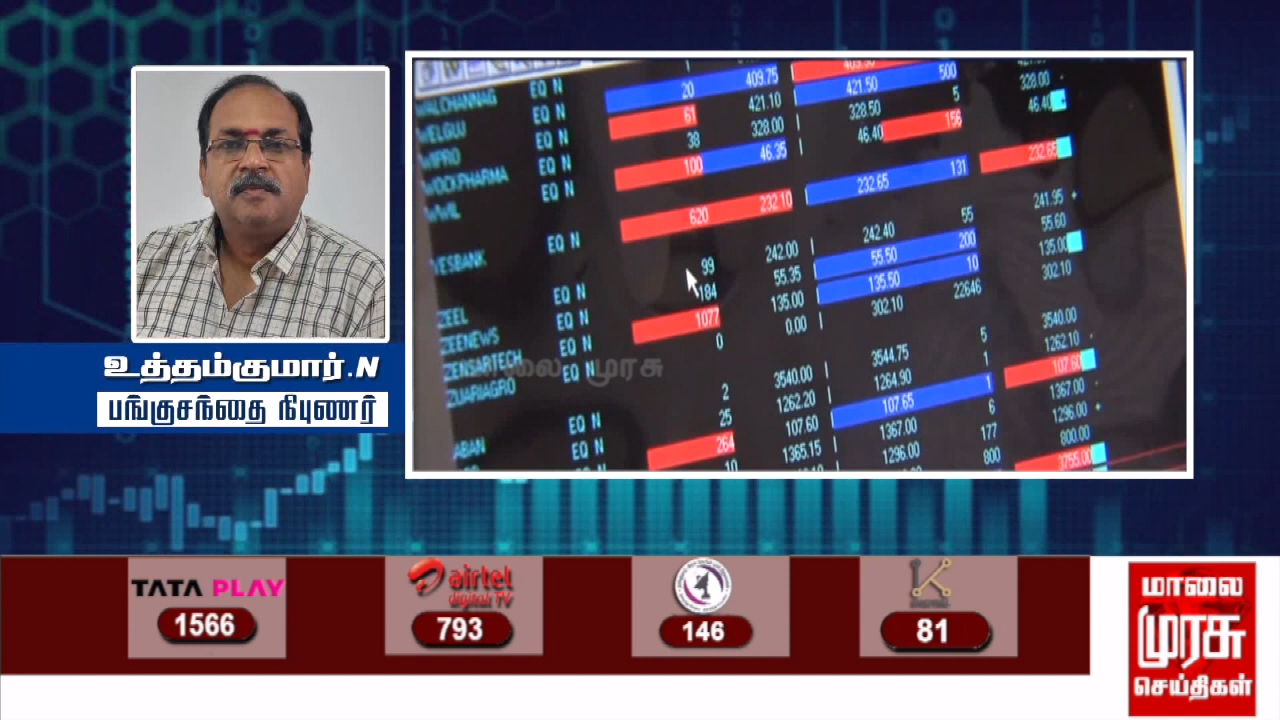 உத்தம்குமார்.N
பங்குசந்தை நிபுணர்
WALCHANNAG EQ N 20 409.75 421.50 500
WELGUJ EQ N 61 421.10 328.50 5 328.00
WIPRO EQ N 38 328.00 46.40 156 46.40
WOCKPHARMA EQ N 100 46.35
WWIL EQ N 620 232.10 232.65 131 232.65
YESBANK EQ N 99 242.00 242.40 55 241.95 +
ZEEL EQ N 184 55.35 55.50 200 55.60
ZEENEWS EQ N 1077 135.00 135.50 10 135.00
ZENSARTECH EQ N 0 0.00 302.10 22646 302.10
ZUARIAGRO EQ N
2 3540.00 3544.75 5 3540.00
25 1262.20 1264.90 1 1262.10 -
ABAN EQ N 264 107.60 107.65 1 107.60
EQ N 10 1365.15 1367.00 6 1367.00
1296.00 177 1296.00 +
800 800.00
3755.00
மாலை முரசு
TATA PLAY
1566
airtel
digital TV
793
146
81
மாலை
முரசு
செய்திகள்